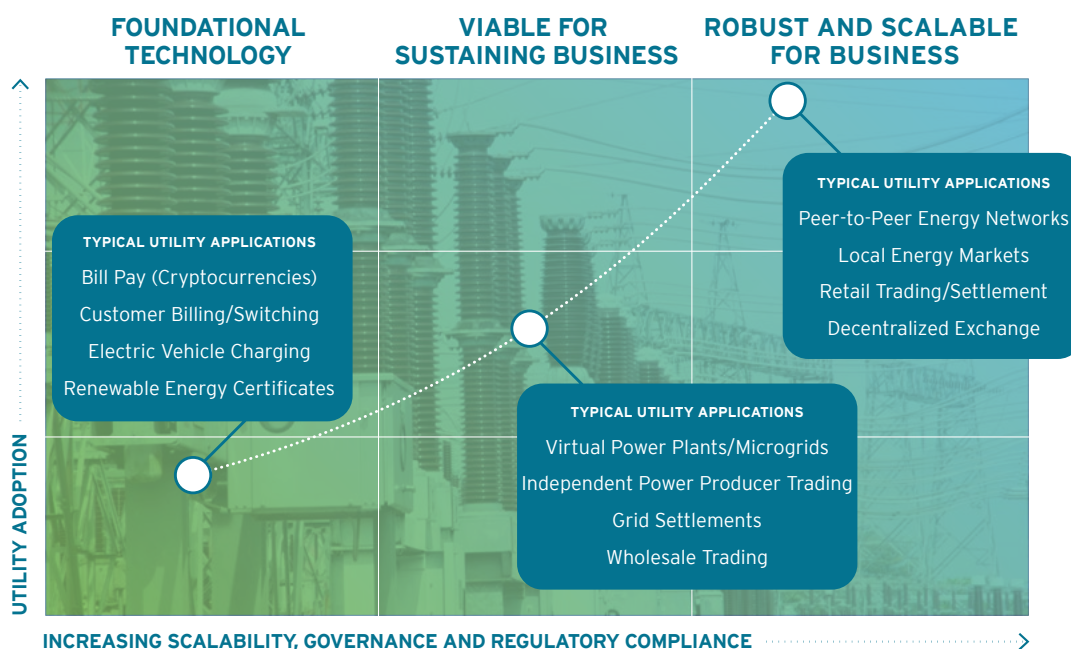 FOUNDATIONAL
TECHNOLOGY
VIABLE FOR
SUSTAINING BUSINESS
ROBUST AND SCALABLE
FOR BUSINESS
TYPICAL UTILITY APPLICATIONS
Bill Pay (Cryptocurrencies)
Customer Billing/Switching
Electric Vehicle Charging
Renewable Energy Certificates
TYPICAL UTILITY APPLICATIONS
Virtual Power Plants/Microgrids
Independent Power Producer Trading
Grid Settlements
Wholesale Trading
TYPICAL UTILITY APPLICATIONS
Peer-to-Peer Energy Networks
Local Energy Markets
Retail Trading/Settlement
Decentralized Exchange
UTILITY ADOPTION
INCREASING SCALABILITY, GOVERNANCE AND REGULATORY COMPLIANCE